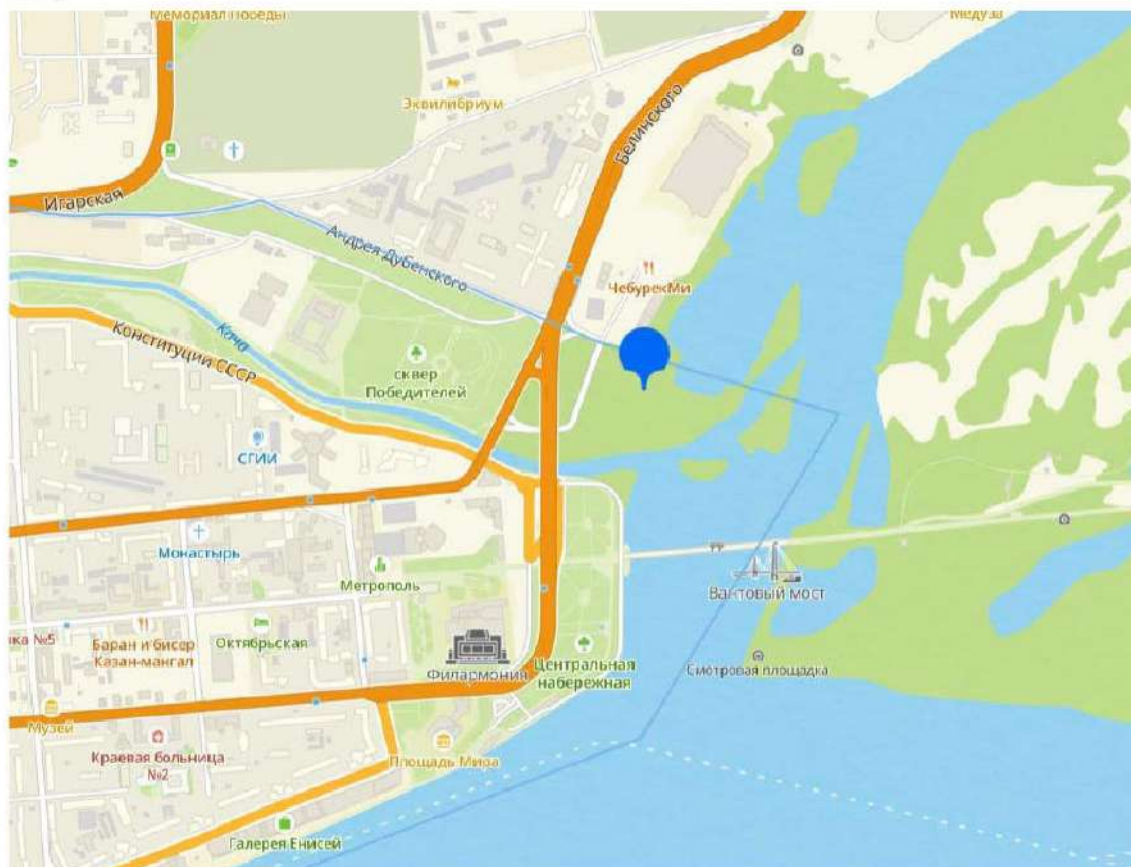 Мемориал Победы
Медуза
Эквилибриум
Белинского
Игарская
Андрея Дубенского
ЧебурекМи
Кача
Конституции СССР
сквер
Победителей
СГИИ
Монастырь
Метрополь
Вантовый мост
№5
Баран и бисер
Казан-мангал
Октябрьская
Филармония
Центральная
набережная
Смотровая площадка
Музей
Краевая больница
№2
Площадь Мира
Галерея Енисей